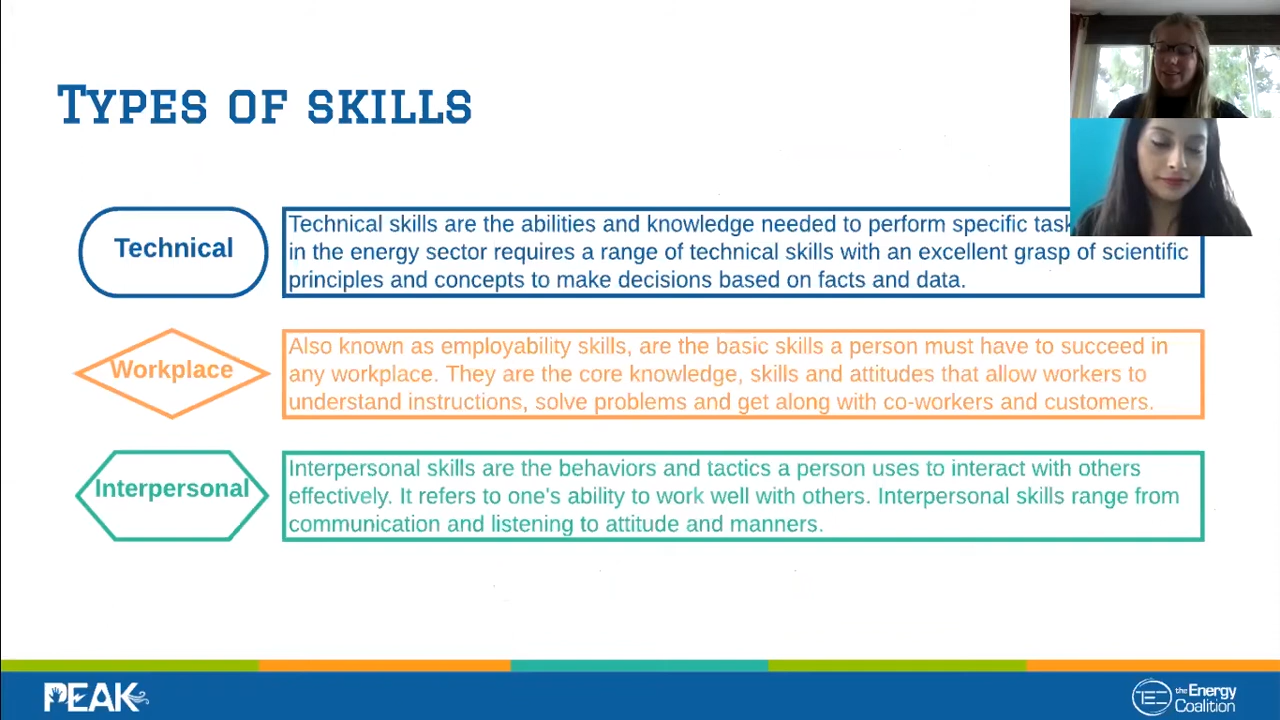 Types of skills
Technical
Technical skills are the abilities and knowledge needed to perform specific
in the energy sector requires a range of technical skills with an excellent grasp of scientific
principles and concepts to make decisions based on facts and data.
Workplace
Also known as employability skills, are the basic skills a person must have to succeed in
any workplace. They are the core knowledge, skills and attitudes that allow workers to
understand instructions, solve problems and get along with co-workers and customers.
Interpersonal
Interpersonal skills are the behaviors and tactics a person uses to interact with others
effectively. It refers to one's ability to work well with others. Interpersonal skills range from
communication and listening to attitude and manners.
PEAK
TEC
the Energy
Coalition